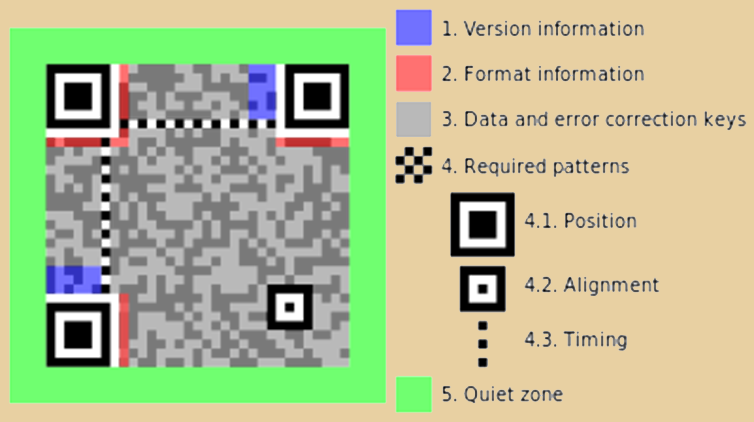 1. Version information
2. Format information
3. Data and error correction keys
4. Required patterns
4.1. Position
4.2. Alignment
4.3. Timing
5. Quiet zone